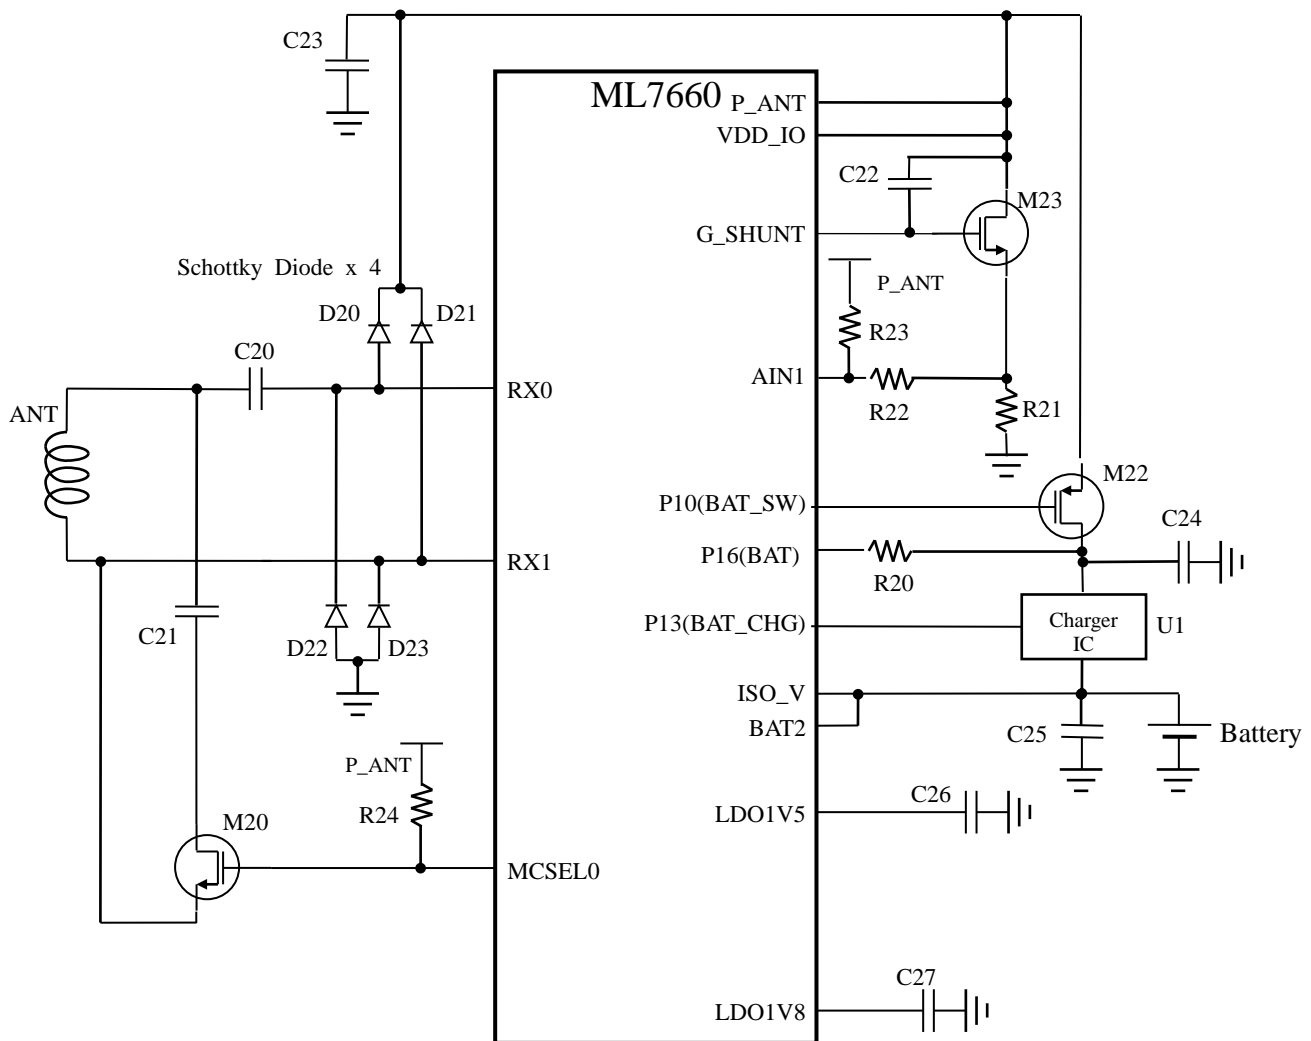 C23
ML7660
P_ANT
VDD_IO
C22
M23
G_SHUNT
Schottky Diode x 4
P_ANT
D20
D21
R23
C20
AIN1
RX0
ANT
R22
R21
M22
P10(BAT_SW)
C24
P16(BAT)
RX1
R20
P13(BAT_CHG)
Charger
IC
U1
C21
D22
D23
ISO_V
BAT2
C25
Battery
P_ANT
C26
R24
LDO1V5
M20
MCSEL0
C27
LDO1V8